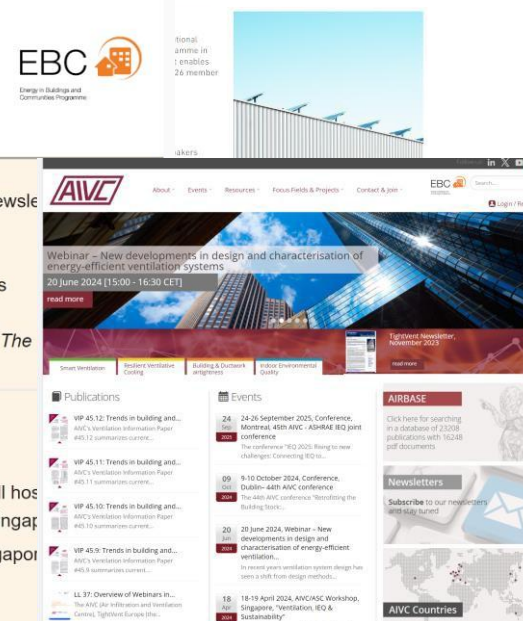 EBC
Energy in Buildings and
Communities Programme
tional
amme in
t enables
26 member
akers
ewsle
s
The
ll hos
ngap
gapor
in X
AIVC
About
Events
Resources
Focus Fields & Projects
Contact & Join
EBC
Search...
Login / Re
Webinar – New developments in design and characterisation of
energy-efficient ventilation systems
20 June 2024 [15:00 - 16:30 CET]
read more
TightVent Newsletter,
November 2023
read more
Smart Ventilation
Resilient Ventilative
Cooling
Building & Ductwork
airtightness
Indoor Environmental
Quality
Publications
VIP 45.12: Trends in building and...
AIVC's Ventilation Information Paper
#45.12 summarizes current...
VIP 45.11: Trends in building and...
AIVC's Ventilation Information Paper
#45.11 summarizes current...
VIP 45.10: Trends in building and...
AIVC's Ventilation Information Paper
#45.10 summarizes current...
VIP 45.9: Trends in building and...
AIVC's Ventilation Information Paper
#45.9 summarizes current...
LL 37: Overview of Webinars in...
The AIVC (Air Infiltration and Ventilation
Centre), TightVent Europe (the...
Events
24
Sep
2025
24-26 September 2025, Conference,
Montreal, 45th AIVC - ASHRAE IEQ joint
conference
The conference "IEQ 2025: Rising to new
challenges: Connecting IEQ to...
09
Oct
2024
9-10 October 2024, Conference,
Dublin– 44th AIVC conference
The 44th AIVC conference "Retrofitting the
Building Stock:...
20
Jun
2024
20 June 2024, Webinar – New
developments in design and
characterisation of energy-efficient
ventilation...
In recent years ventilation system design has
seen a shift from design methods...
18
Apr
2024
18-19 April 2024, AIVC/ASC Workshop,
Singapore, "Ventilation, IEQ &
Sustainability"
AIRBASE
Click here for searching
in a database of 23208
publications with 16248
pdf documents
Newsletters
Subscribe to our newsletters
and stay tuned
AIVC Countries